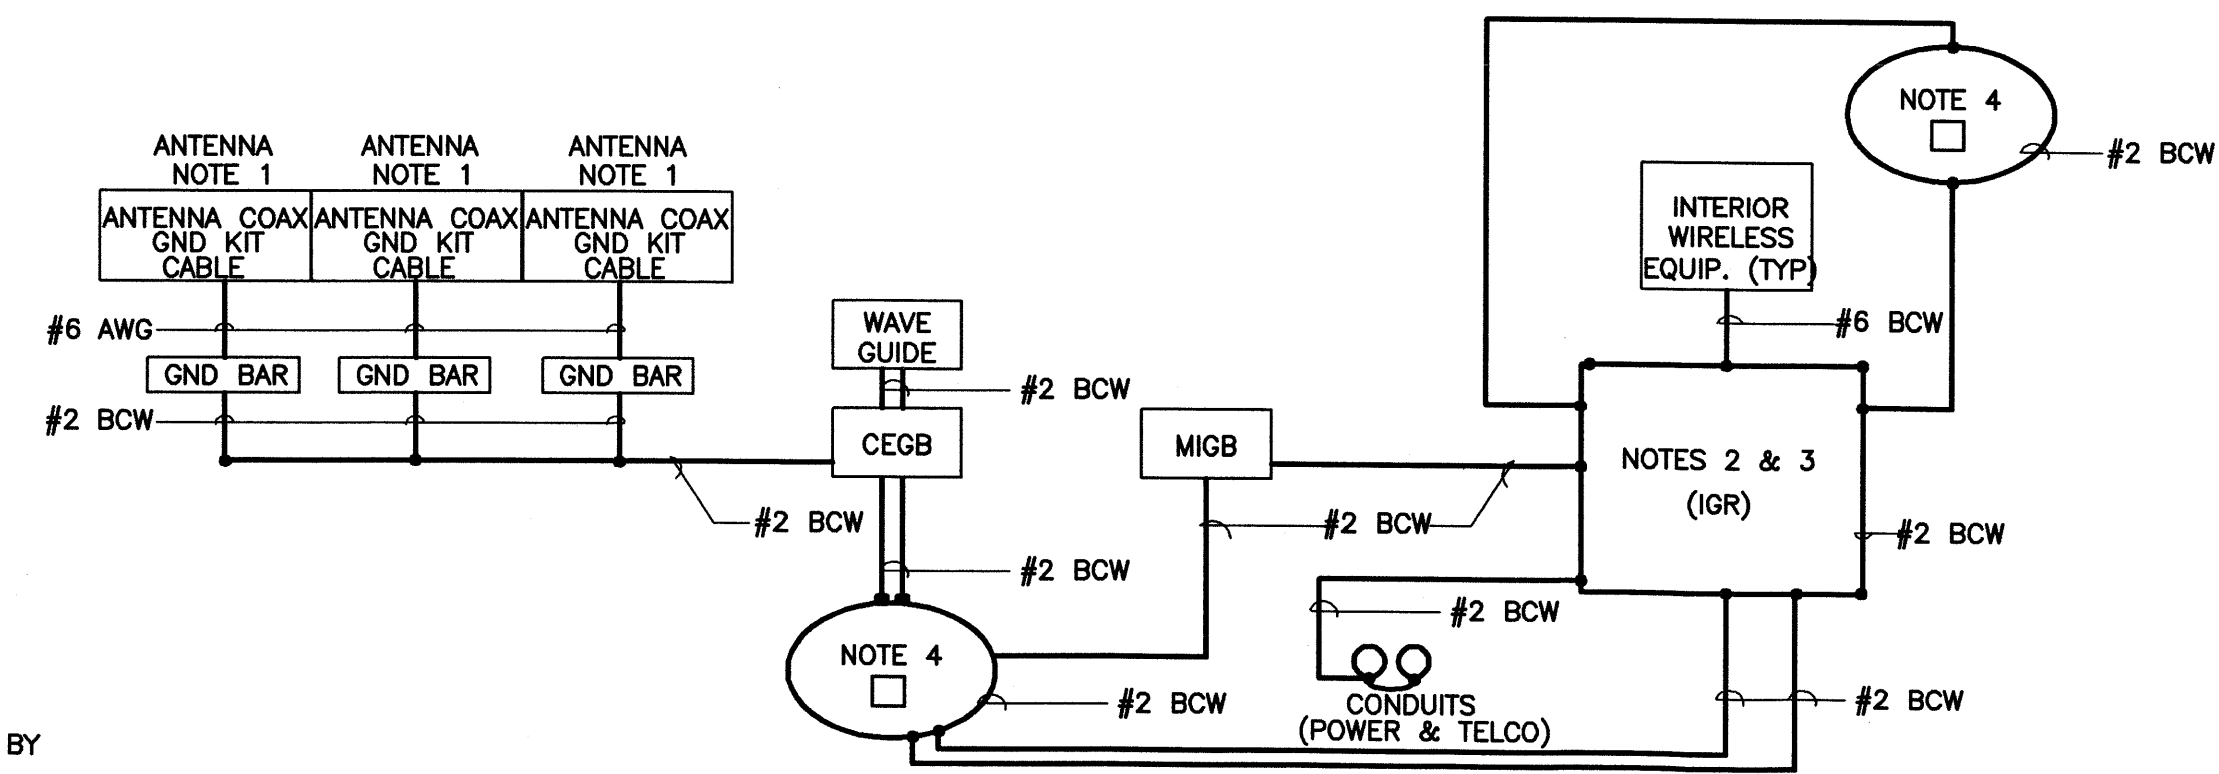 NOTE 4
#2 BCW
ANTENNA
NOTE 1
ANTENNA
NOTE 1
ANTENNA
NOTE 1
ANTENNA COAX
GND KIT
CABLE
ANTENNA COAX
GND KIT
CABLE
ANTENNA COAX
GND KIT
CABLE
INTERIOR
WIRELESS
EQUIP. (TYP)
#6 AWG
WAVE
GUIDE
#6 BCW
GND BAR
GND BAR
GND BAR
#2 BCW
#2 BCW
CEGB
MIGB
NOTES 2 & 3
(IGR)
#2 BCW
#2 BCW
#2 BCW
#2 BCW
#2 BCW
NOTE 4
#2 BCW
CONDUITS
(POWER & TELCO)
#2 BCW
BY